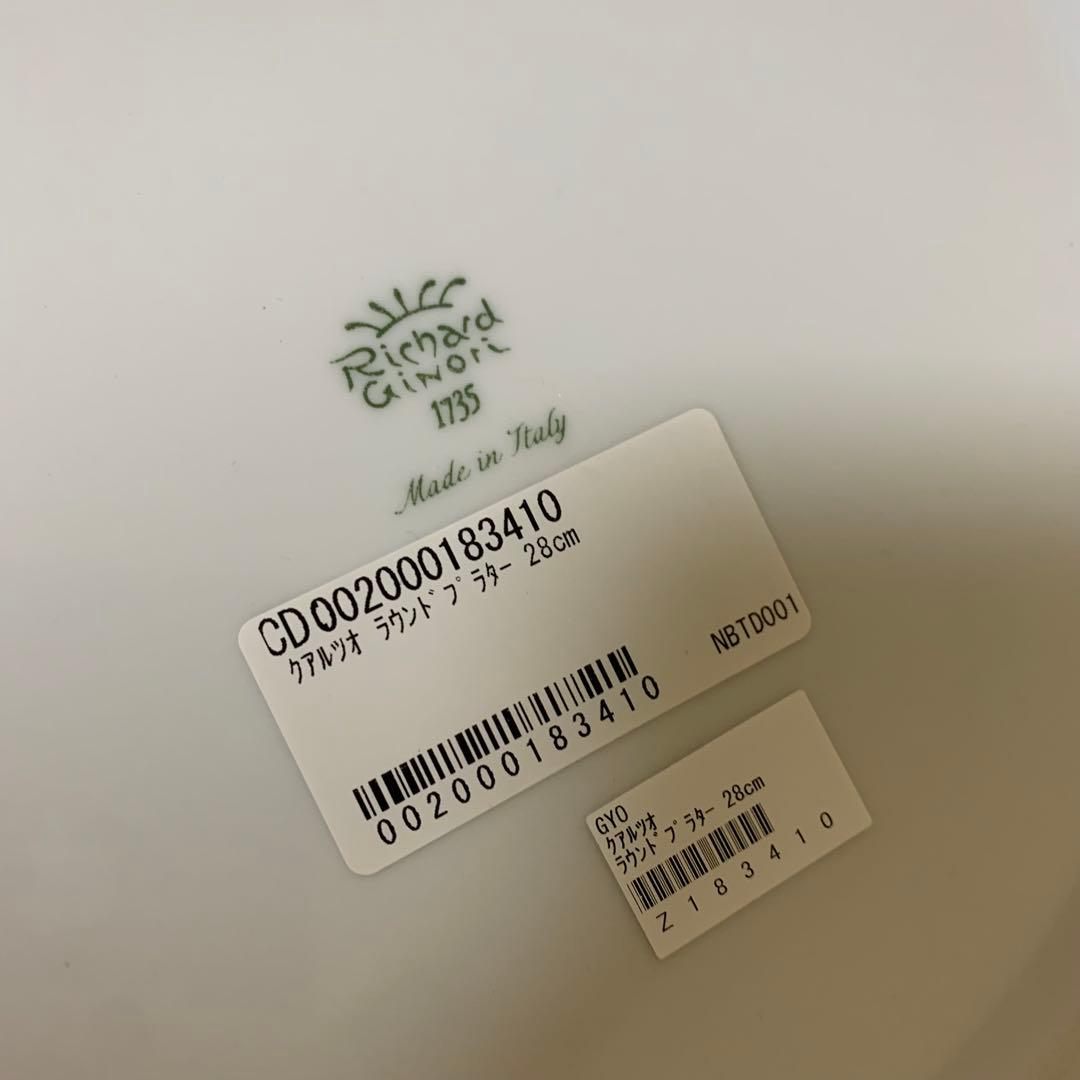 Richard
Ginori
1735
Made in Italy
CD002000183410
クアルツオ ラウンドプラター 28cm
NBTD001
002000183410
GYO
クアルツオ
ラウンドプラター 28cm
Z183410